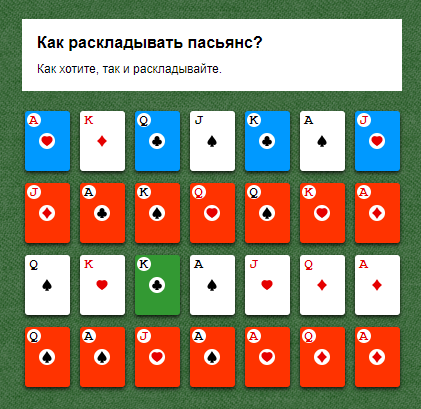 Как раскладывать пасьянс?
Как хотите, так и раскладывайте.
A K Q J K A J
J A K Q Q K A
Q K K A J Q A
Q A J A A Q A